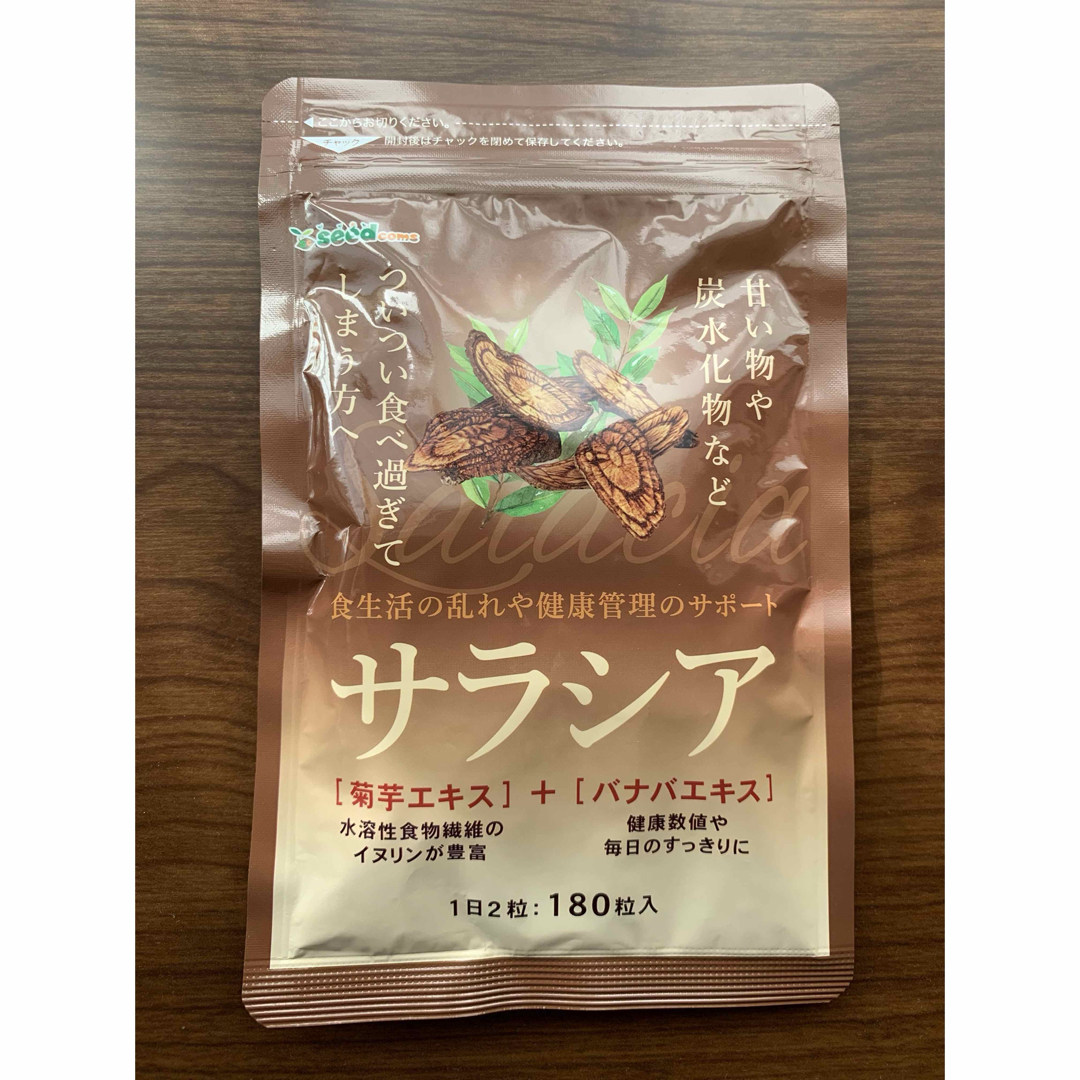 ここからお切りください。
チャック
開封後はチャックを閉めて保存してください。
seedcoms
甘い物や
炭水化物など
ついつい食べ過ぎて
しまう方へ
Salacia
食生活の乱れや健康管理のサポート
サラシア
[菊芋エキス]+[バナバエキス]
水溶性食物繊維の
イヌリンが豊富
健康数値や
毎日のすっきりに
1日2粒:180粒入